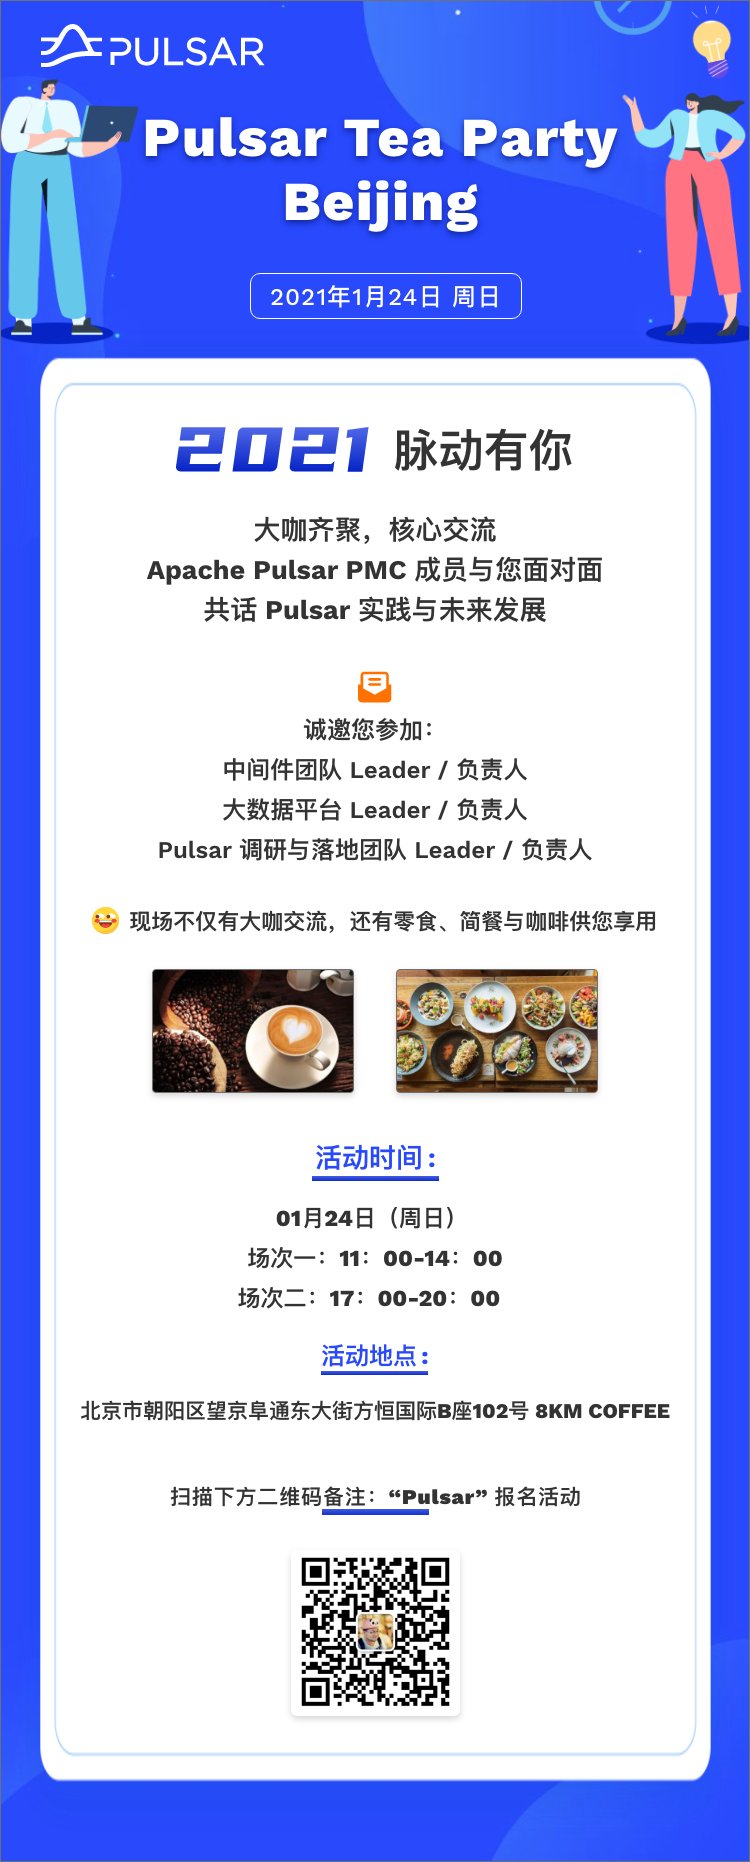 PULSAR
Pulsar Tea Party
Beijing
2021年1月24日 周日
2021 脉动有你
大咖齐聚，核心交流
Apache Pulsar PMC 成员与您面对面
共话 Pulsar 实践与未来发展
诚邀您参加：
中间件团队 Leader / 负责人
大数据平台 Leader / 负责人
Pulsar 调研与落地团队 Leader / 负责人
现场不仅有大咖交流，还有零食、简餐与咖啡供您享用
活动时间：
01月24日（周日）
场次一：11：00-14：00
场次二：17：00-20：00
活动地点：
北京市朝阳区望京阜通东大街方恒国际B座102号 8KM COFFEE
扫描下方二维码备注：“Pulsar” 报名活动